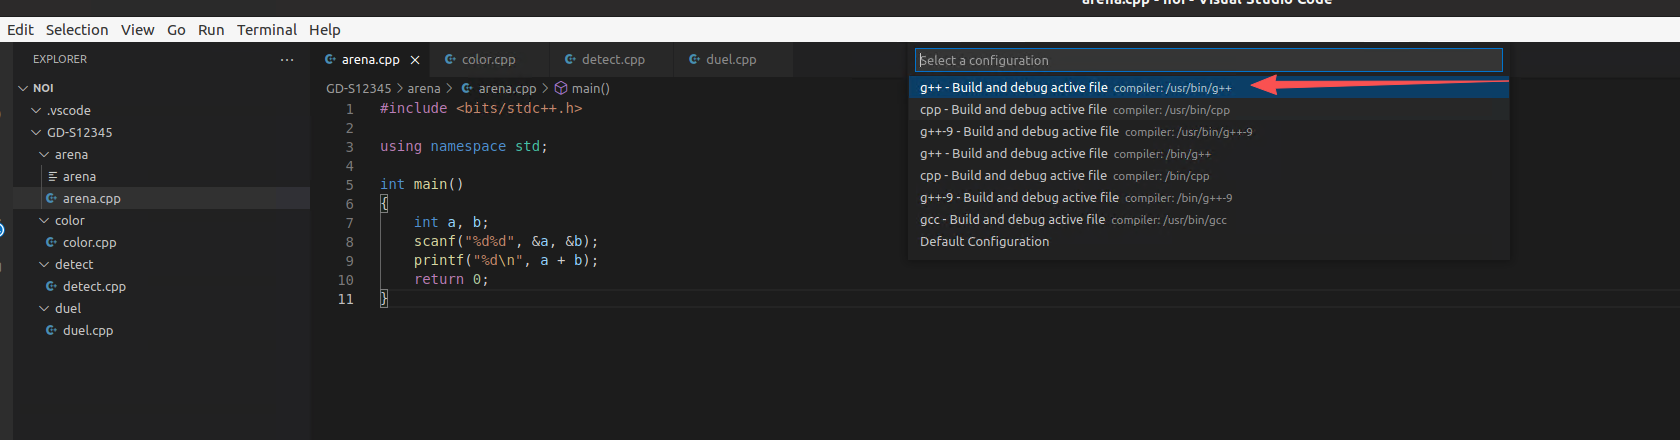 arena.cpp - noi - Visual Studio Code
Edit Selection View Go Run Terminal Help
EXPLORER ...
NOI
.vscode
GD-S12345
arena
arena
arena.cpp
color
color.cpp
detect
detect.cpp
duel
duel.cpp
arena.cpp color.cpp detect.cpp duel.cpp
GD-S12345 > arena > arena.cpp > main()
1 #include <bits/stdc++.h>
2
3 using namespace std;
4
5 int main()
6 {
7 int a, b;
8 scanf("%d%d", &a, &b);
9 printf("%d\n", a + b);
10 return 0;
11 }
Select a configuration
g++ - Build and debug active file compiler: /usr/bin/g++
cpp - Build and debug active file compiler: /usr/bin/cpp
g++-9 - Build and debug active file compiler: /usr/bin/g++-9
g++ - Build and debug active file compiler: /bin/g++
cpp - Build and debug active file compiler: /bin/cpp
g++-9 - Build and debug active file compiler: /bin/g++-9
gcc - Build and debug active file compiler: /usr/bin/gcc
Default Configuration